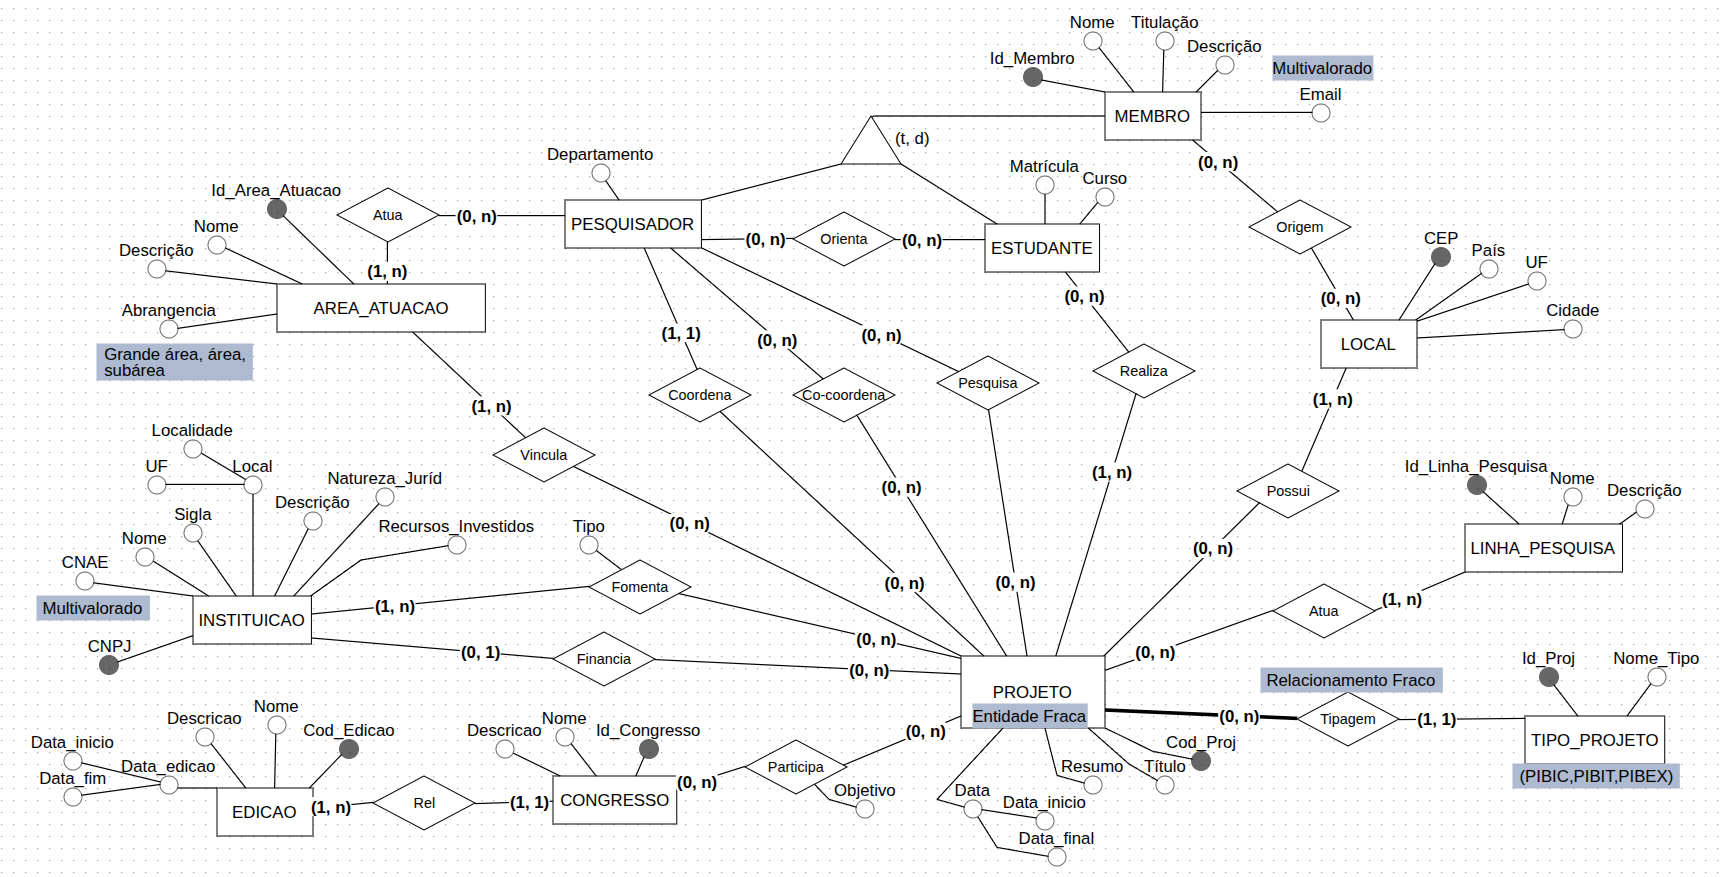 Nome
Titulação
Descrição
Id_Membro
Multivalorado
Email
MEMBRO
(t, d)
(0, n)
Departamento
PESQUISADOR
Matrícula
Curso
ESTUDANTE
Orienta
(0, n)
(0, n)
Origem
(0, n)
Id_Area_Atuacao
Nome
Descrição
Abrangencia
Grande área, área,
subárea
Atua
(0, n)
(1, n)
AREA_ATUACAO
CEP
País
UF
Cidade
LOCAL
(0, n)
(1, 1)
(0, n)
(0, n)
Coordena
Co-coordena
Pesquisa
Realiza
(1, n)
(1, n)
Vincula
(0, n)
(0, n)
(1, n)
(0, n)
(0, n)
Possui
(0, n)
Localidade
UF
Local
Natureza_Juríd
Descrição
Sigla
Nome
CNAE
Multivalorado
CNPJ
INSTITUICAO
Recursos_Investidos
Tipo
Fomenta
(1, n)
(0, n)
Financia
(0, 1)
(0, n)
Id_Linha_Pesquisa
Nome
Descrição
LINHA_PESQUISA
Atua
(1, n)
(0, n)
PROJETO
Entidade Fraca
Relacionamento Fraco
(0, n)
Tipagem
(1, 1)
Id_Proj
Nome_Tipo
TIPO_PROJETO
(PIBIC,PIBIT,PIBEX)
Cod_Proj
Título
Resumo
Data
Data_inicio
Data_final
Nome
Descricao
Cod_Edicao
Data_inicio
Data_fim
Data_edicao
EDICAO
(1, n)
Rel
(1, 1)
Descricao
Nome
Id_Congresso
CONGRESSO
(0, n)
Participa
(0, n)
Objetivo